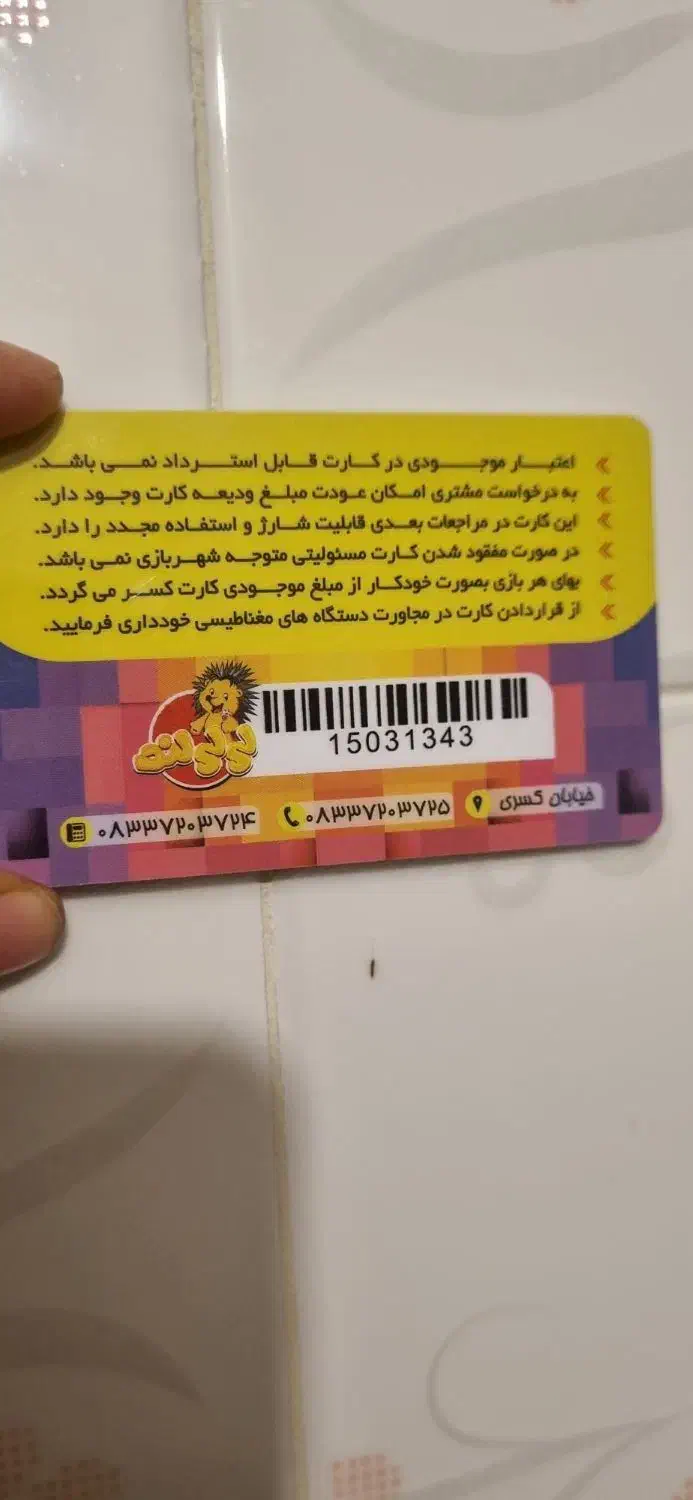 اعتبار موجودی در کارت قابل استرداد نمی باشد.
به درخواست مشتری امکان عودت مبلغ ودیعه کارت وجود دارد.
این کارت در مراجعات بعدی قابلیت شارژ و استفاده مجدد را دارد.
در صورت مفقود شدن کارت مسئولیتی متوجه شهربازی نمی باشد.
بهای هر بازی بصورت خودکار از مبلغ موجودی کارت کسر می گردد.
از قراردادن کارت در مجاورت دستگاه های مغناطیسی خودداری فرمایید.
لی لی لند
15031343
خیابان کسری
۰۸۳۳۷۲۰۳۷۲۵
۰۸۳۳۷۲۰۳۷۲۴